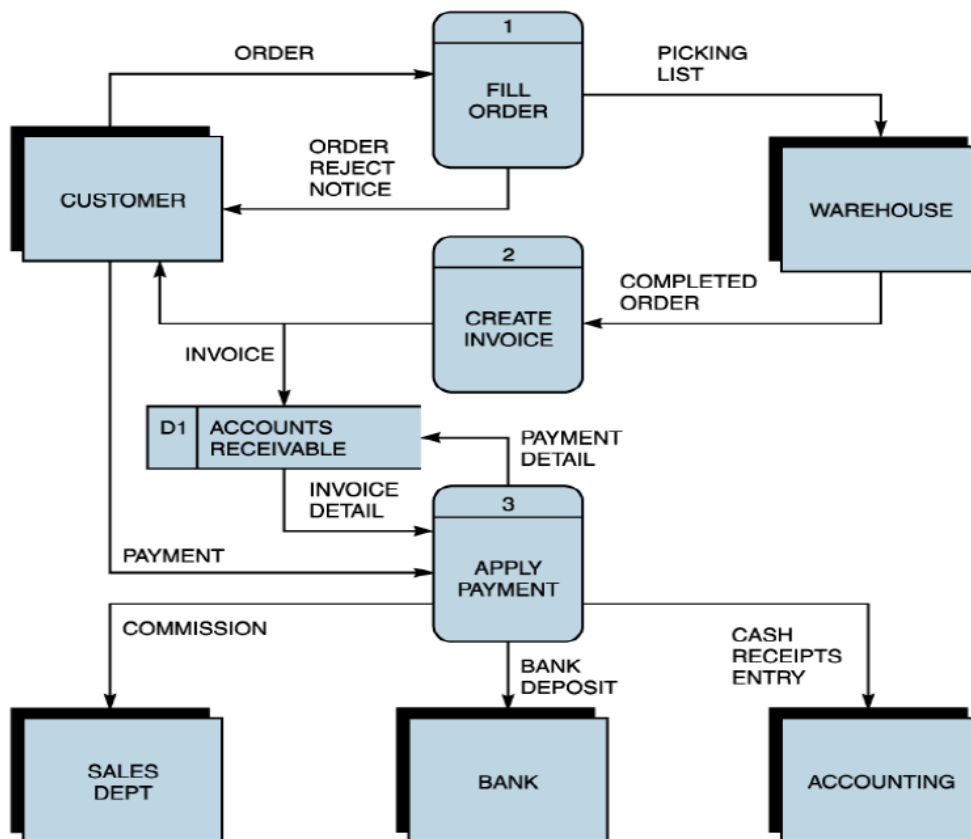 1
ORDER
PICKING
LIST
FILL
ORDER
ORDER
REJECT
NOTICE
CUSTOMER
WAREHOUSE
2
COMPLETED
ORDER
CREATE
INVOICE
INVOICE
D1
ACCOUNTS
RECEIVABLE
PAYMENT
DETAIL
INVOICE
DETAIL
3
PAYMENT
APPLY
PAYMENT
COMMISSION
CASH
RECEIPTS
ENTRY
BANK
DEPOSIT
SALES
DEPT
BANK
ACCOUNTING